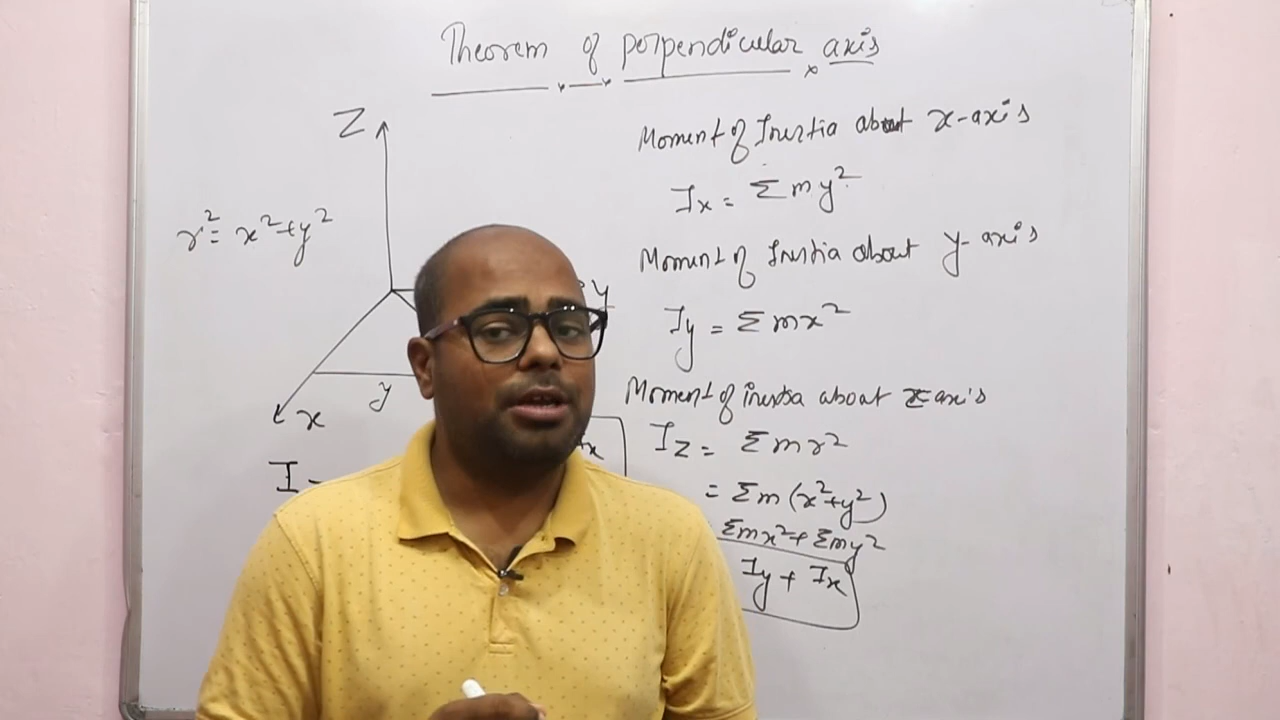 Theorem of perpendicular axis
Z
r² = x²+y²
y
y
x
I
x
Moment of Inertia about x-axis
Ix = Σmy²
Moment of Inertia about y-axis
Iy = Σmx²
Moment of inertia about z axis
Iz = Σmr²
= Σm(x²+y²)
Σmx²+Σmy²
Iy + Ix